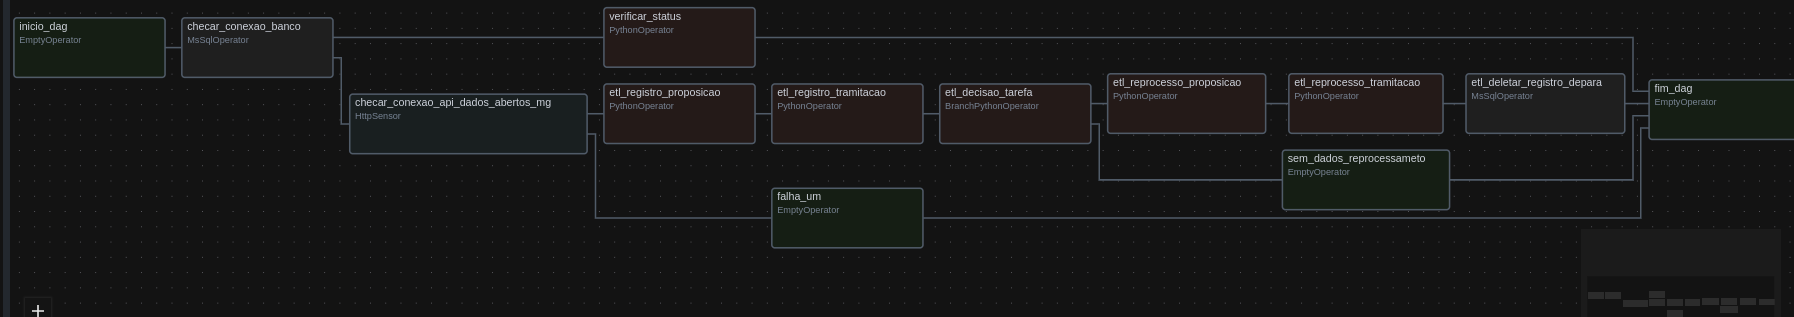 inicio_dag
EmptyOperator
checar_conexao_banco
MsSqlOperator
verificar_status
PythonOperator
checar_conexao_api_dados_abertos_mg
HttpSensor
etl_registro_proposicao
PythonOperator
etl_registro_tramitacao
PythonOperator
etl_decisao_tarefa
BranchPythonOperator
etl_reprocesso_proposicao
PythonOperator
etl_reprocesso_tramitacao
PythonOperator
etl_deletar_registro_depara
MsSqlOperator
fim_dag
EmptyOperator
sem_dados_reprocessameto
EmptyOperator
falha_um
EmptyOperator